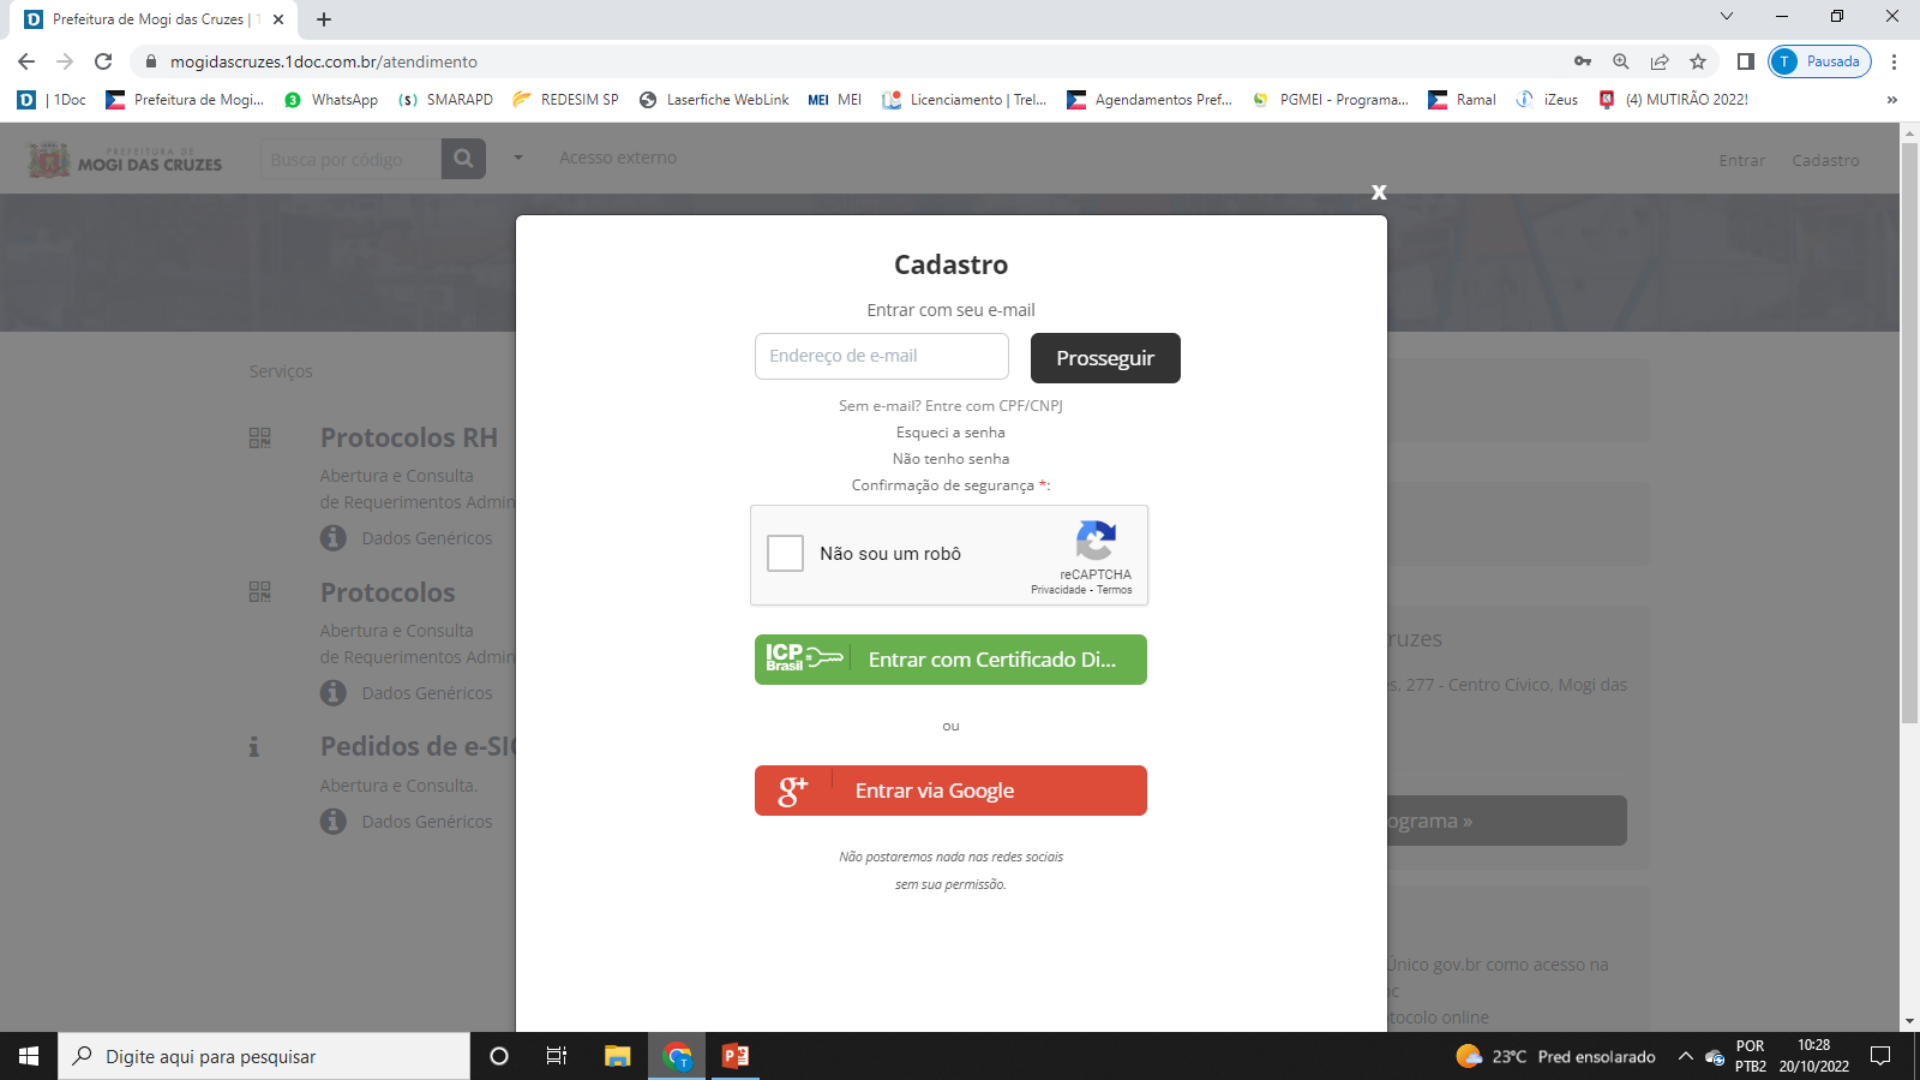 Prefeitura de Mogi das Cruzes |
mogidascruzes.1doc.com.br/atendimento
T Pausada
| 1Doc
Prefeitura de Mogi...
3 WhatsApp
(s) SMARAPD
REDESIM SP
Laserfiche WebLink
MEI MEI
Licenciamento | Trel...
Agendamentos Pref...
PGMEI - Programa...
Ramal
iZeus
(4) MUTIRÃO 2022!
»
PREFEITURA DE
MOGI DAS CRUZES
Busca por código
Acesso externo
Entrar
Cadastro
x
Cadastro
Entrar com seu e-mail
Endereço de e-mail
Prosseguir
Sem e-mail? Entre com CPF/CNPJ
Esqueci a senha
Não tenho senha
Confirmação de segurança *:
Não sou um robô
reCAPTCHA
Privacidade - Termos
ICP
Brasil
Entrar com Certificado Di...
ou
g+ Entrar via Google
Não postaremos nada nas redes sociais
sem sua permissão.
Serviços
Protocolos RH
Abertura e Consulta
de Requerimentos Admin
Dados Genéricos
Protocolos
Abertura e Consulta
de Requerimentos Admin
Dados Genéricos
Pedidos de e-SIC
Abertura e Consulta.
Dados Genéricos
ruzes
s, 277 - Centro Cívico, Mogi das
ograma »
Único gov.br como acesso na
oc
tocolo online
Digite aqui para pesquisar
23°C Pred ensolarado
POR
PTB2
10:28
20/10/2022